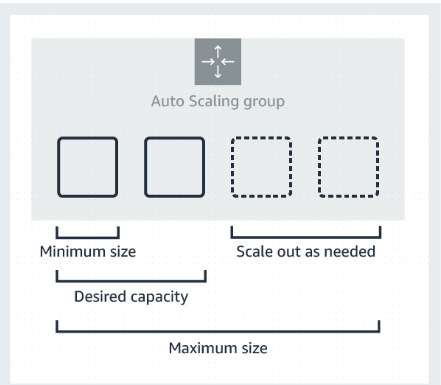 Auto Scaling group
Minimum size
Scale out as needed
Desired capacity
Maximum size